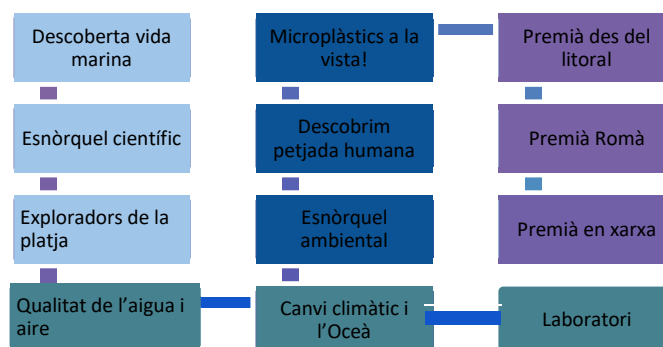 Descoberta vida
marina
Microplàstics a la
vista!
Premià des del
litoral
Esnòrquel científic
Descobrim
petjada humana
Premià Romà
Exploradors de la
platja
Esnòrquel
ambiental
Premià en xarxa
Qualitat de l’aigua i
aire
Canvi climàtic i
l’Oceà
Laboratori